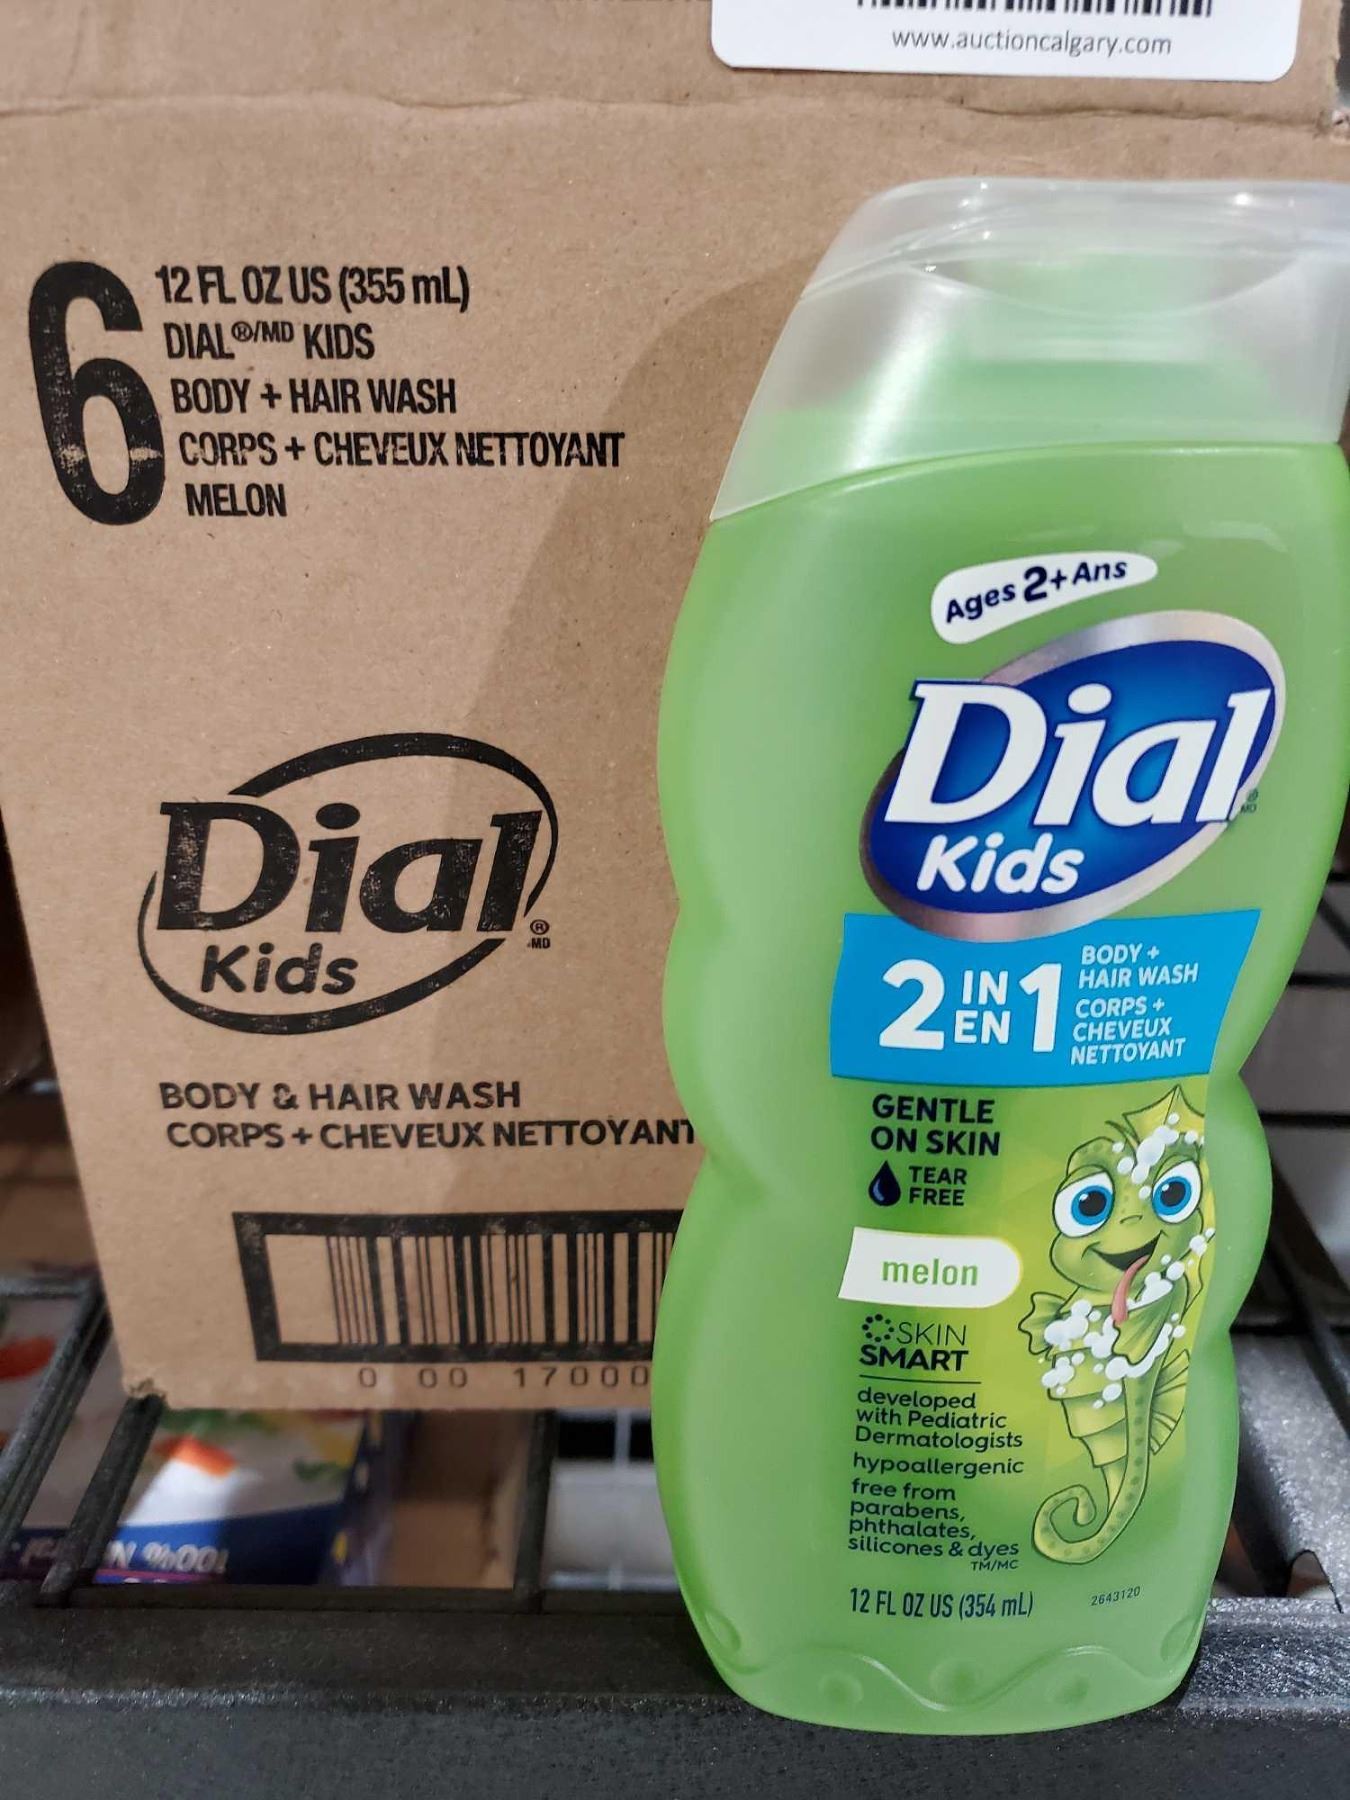 www.auctioncalgary.com
6
12 FL OZ US (355 mL)
DIAL®/MD KIDS
BODY + HAIR WASH
CORPS + CHEVEUX NETTOYANT
MELON
Dial
Kids
®
MD
BODY & HAIR WASH
CORPS + CHEVEUX NETTOYANT
0 00 17000
Ages 2+ Ans
Dial
Kids
®
MD
2 IN EN 1
BODY +
HAIR WASH
CORPS +
CHEVEUX
NETTOYANT
GENTLE
ON SKIN
TEAR
FREE
melon
SKIN
SMART
developed
with Pediatric
Dermatologists
hypoallergenic
free from
parabens,
phthalates,
silicones & dyes
TM/MC
12 FL OZ US (354 mL)
2643120
100%